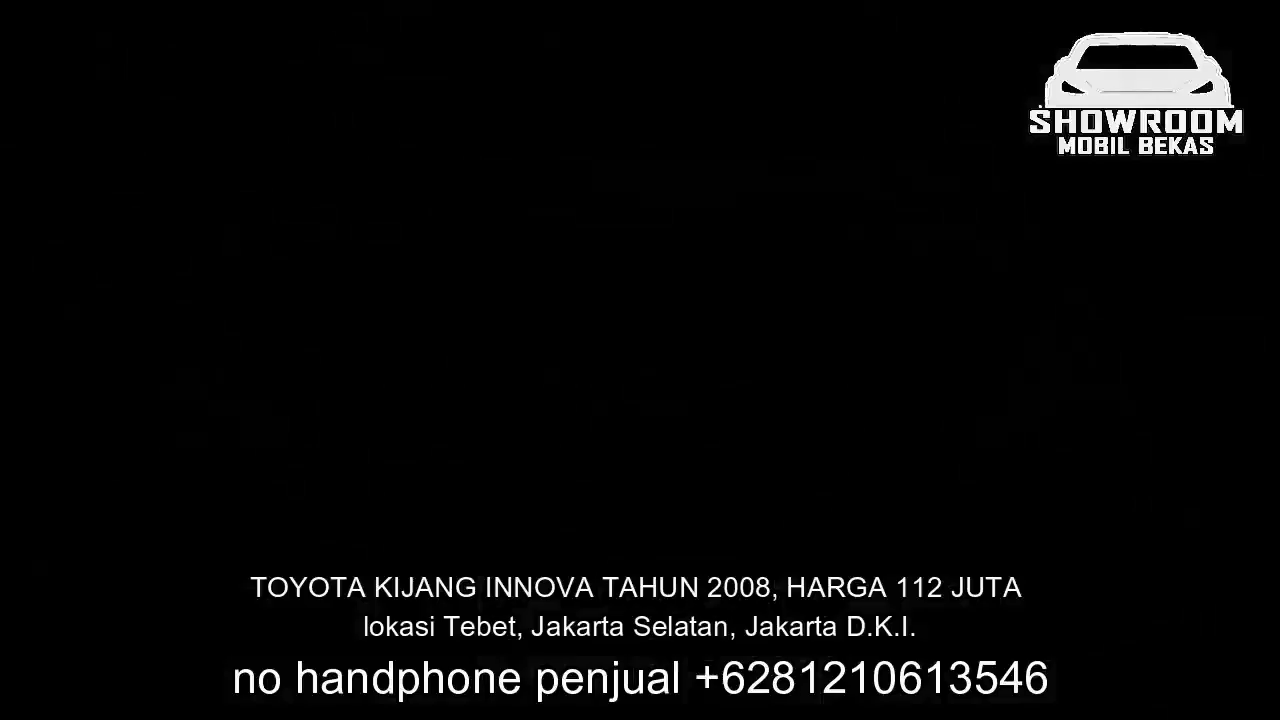 SHOWROOM
MOBIL BEKAS
TOYOTA KIJANG INNOVA TAHUN 2008, HARGA 112 JUTA
lokasi Tebet, Jakarta Selatan, Jakarta D.K.I.
no handphone penjual +6281210613546